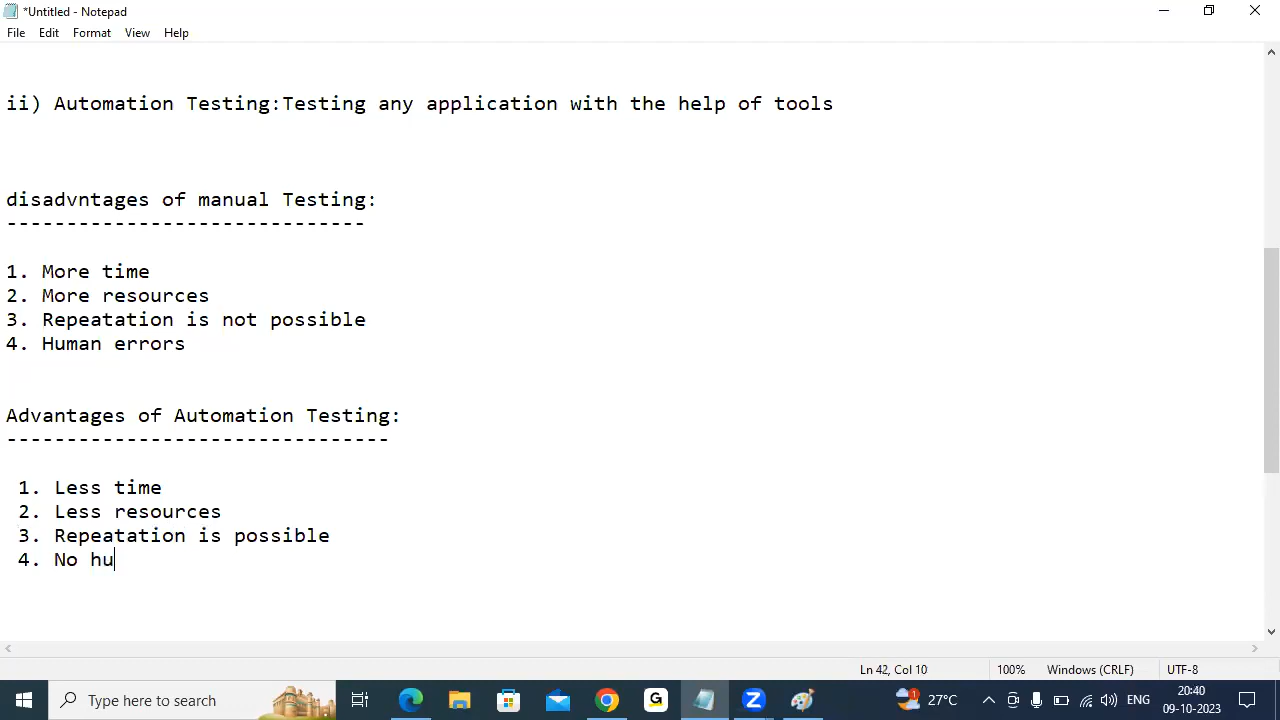 *Untitled - Notepad
File Edit Format View Help
ii) Automation Testing:Testing any application with the help of tools
disadvntages of manual Testing:
------------------------------
1. More time
2. More resources
3. Repeatation is not possible
4. Human errors
Advantages of Automation Testing:
--------------------------------
1. Less time
2. Less resources
3. Repeatation is possible
4. No hu
Ln 42, Col 10 100% Windows (CRLF) UTF-8
Type here to search G 1 27°C ENG 20:40
09-10-2023